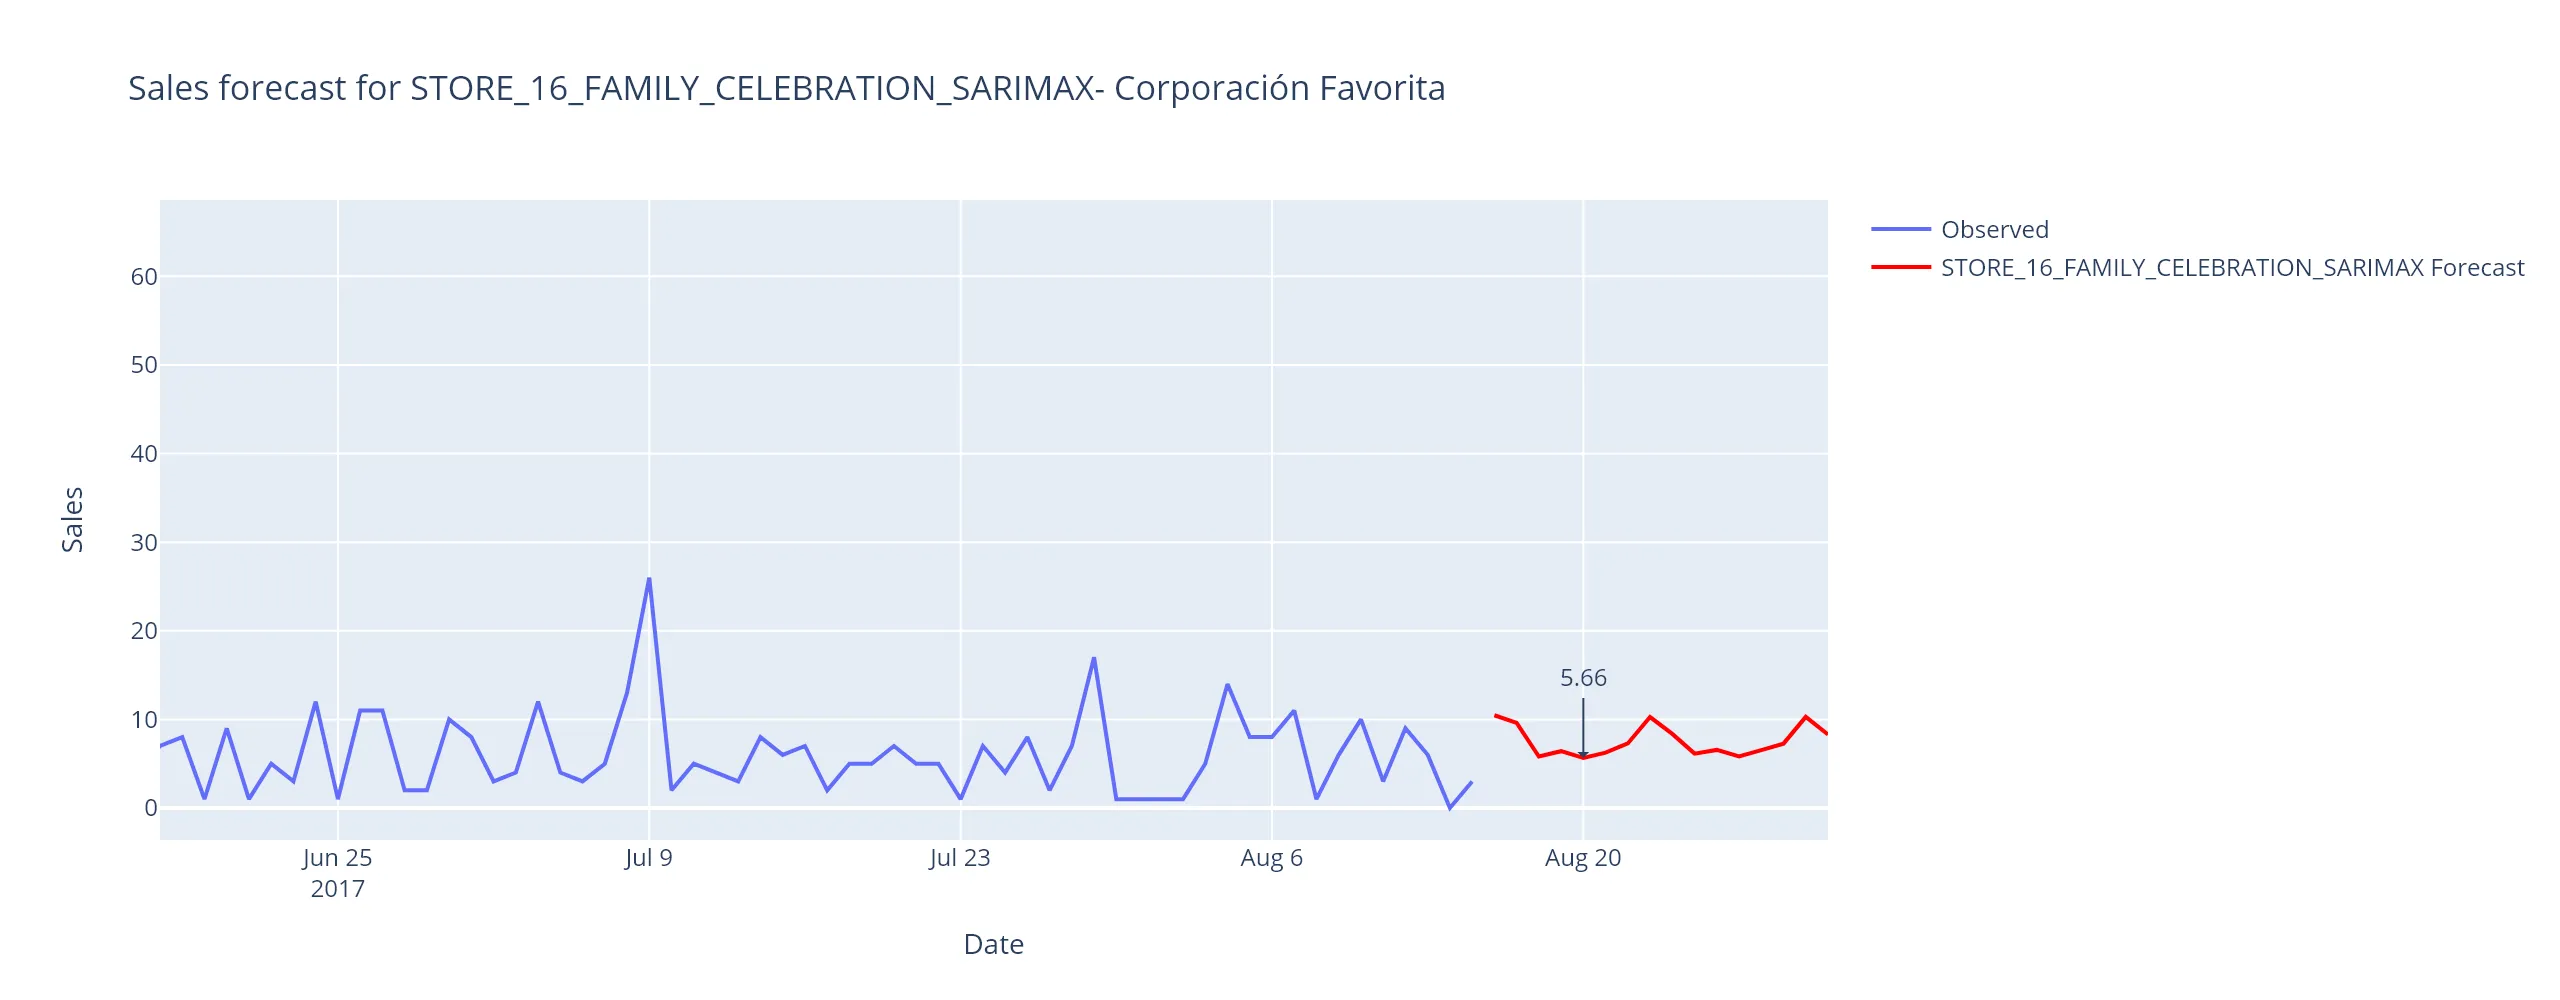 Sales forecast for STORE_16_FAMILY_CELEBRATION_SARIMAX- Corporación Favorita
Observed
STORE_16_FAMILY_CELEBRATION_SARIMAX Forecast
60
50
40
30
20
10
0
Sales
5.66
Jun 25
2017
Jul 9
Jul 23
Aug 6
Aug 20
Date